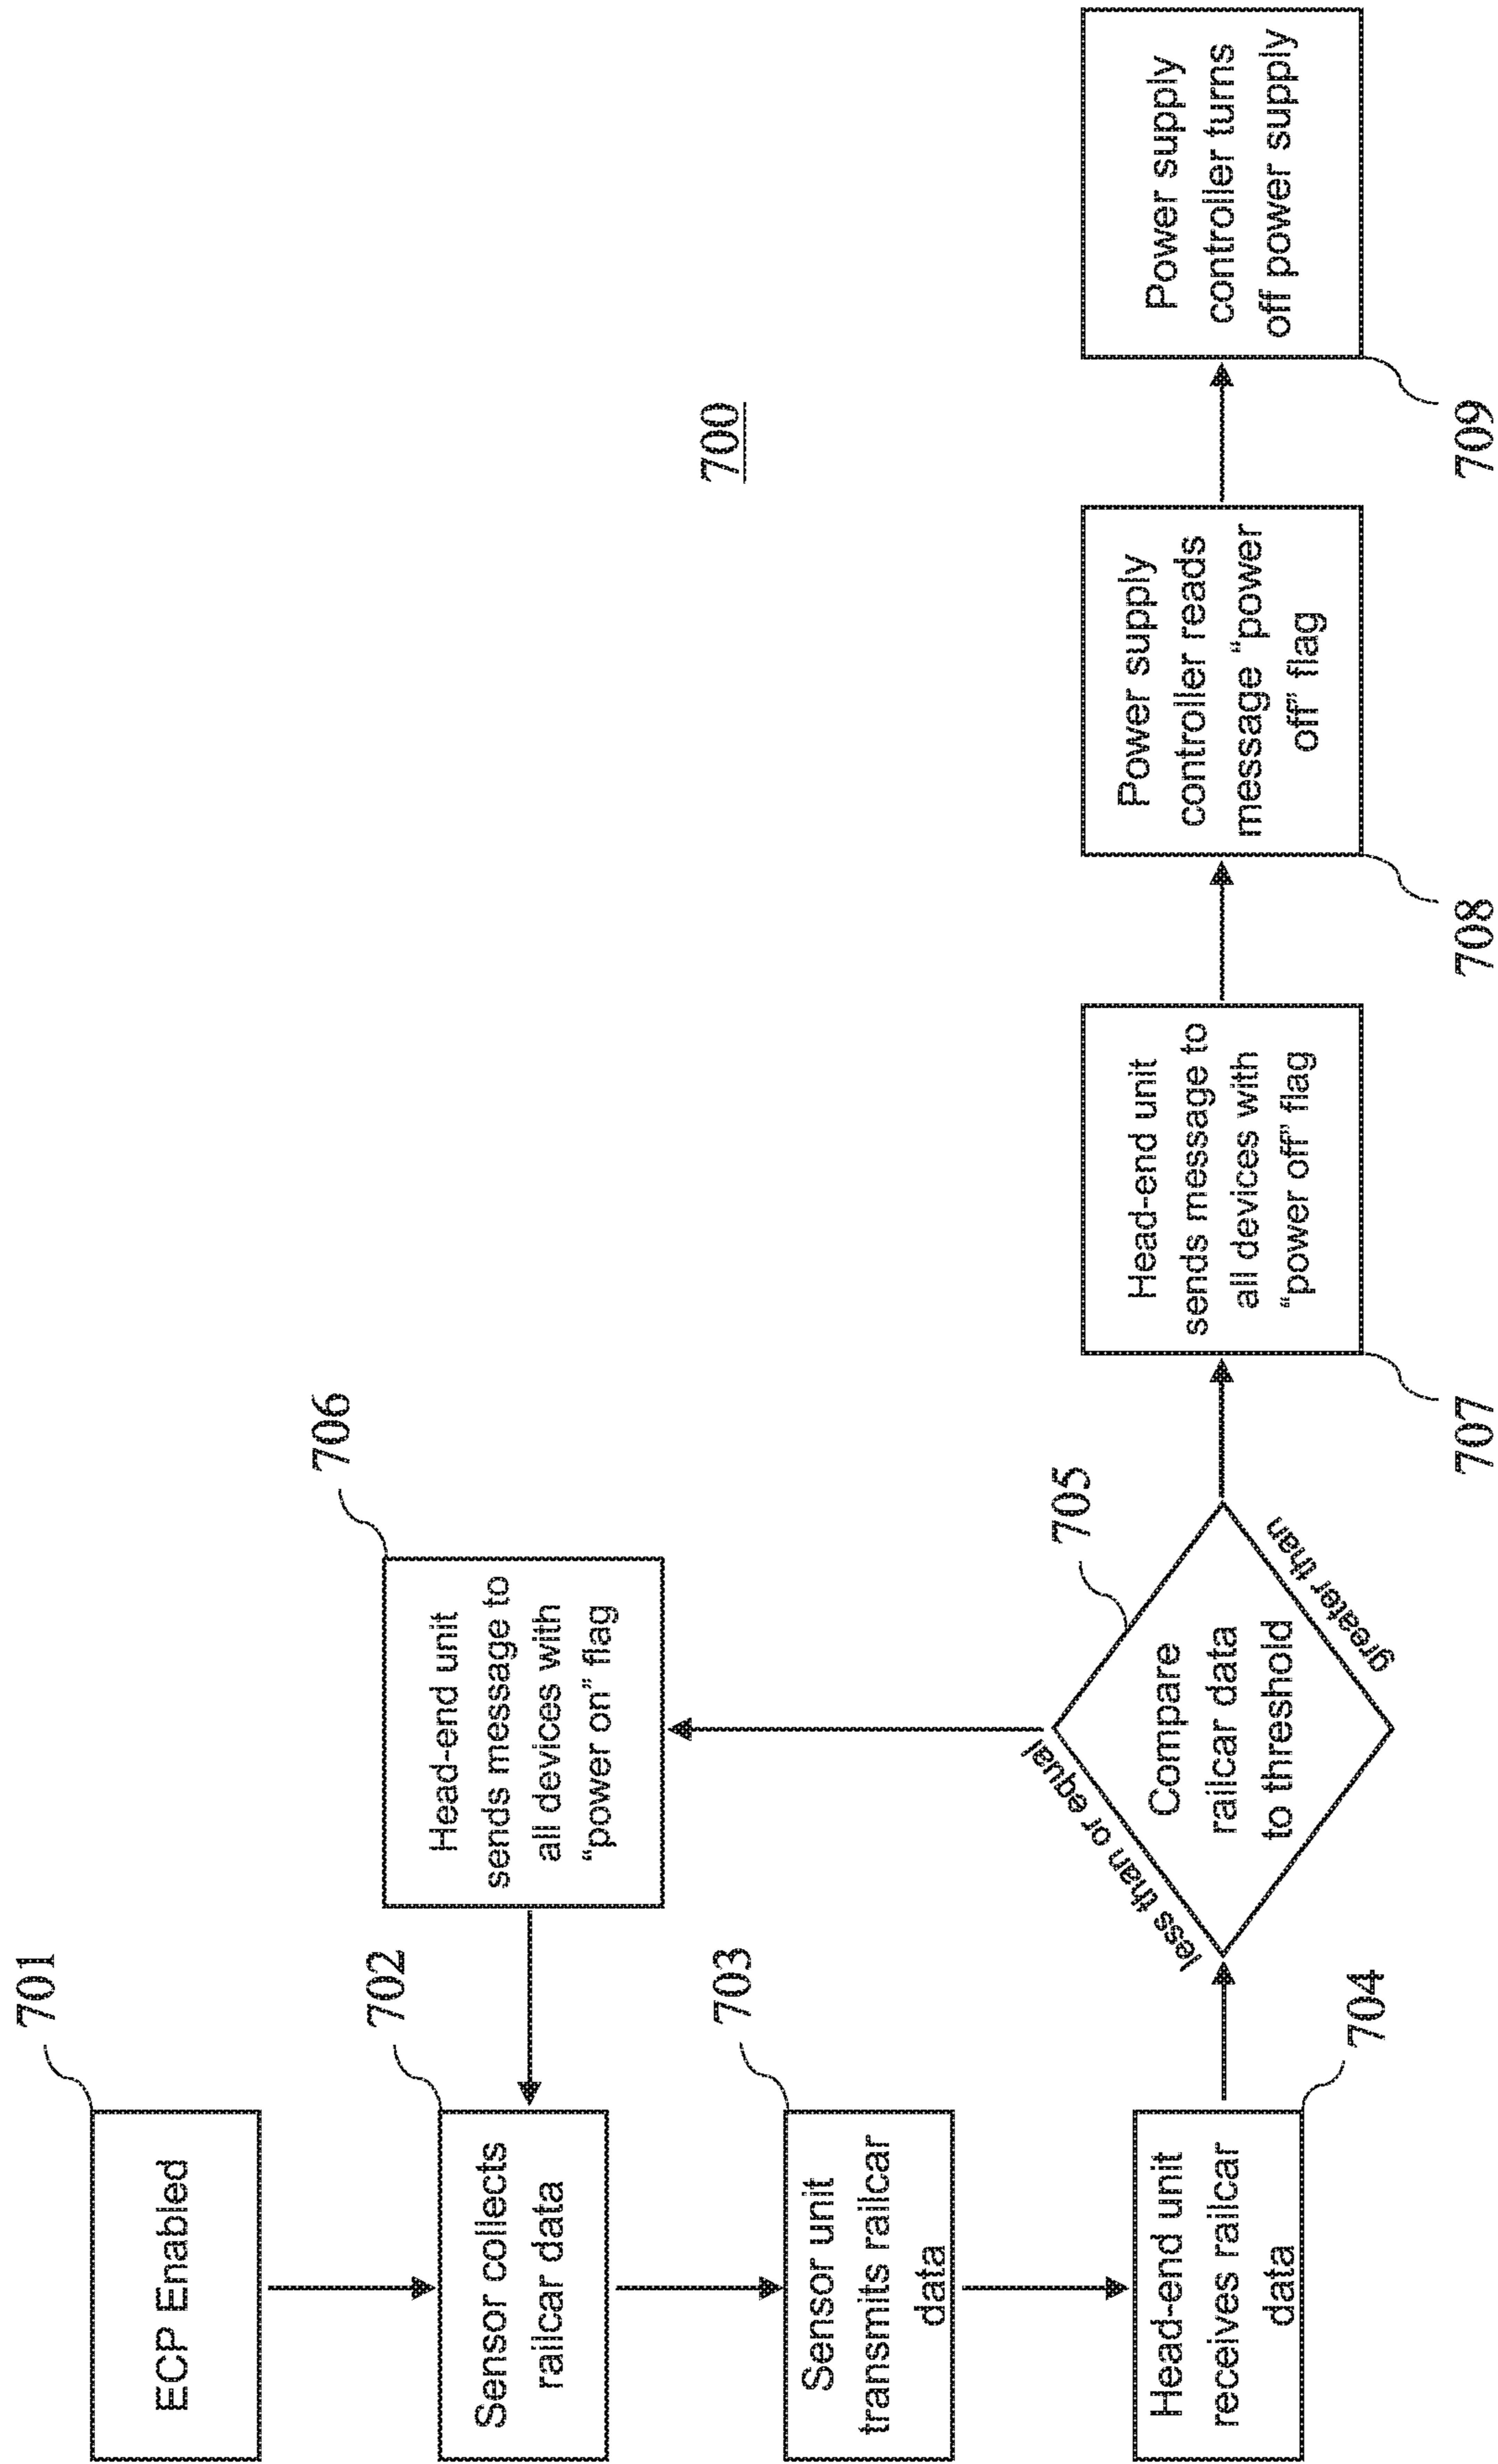 700
701
ECP Enabled
702
Sensor collects
railcar data
703
Sensor unit
transmits railcar
data
704
Head-end unit
receives railcar
data
705
Compare
railcar data
to threshold
less than or equal
greater than
706
Head-end unit
sends message to
all devices with
“power on” flag
707
Head-end unit
sends message to
all devices with
“power off” flag
708
Power supply
controller reads
message “power
off” flag
709
Power supply
controller turns
off power supply